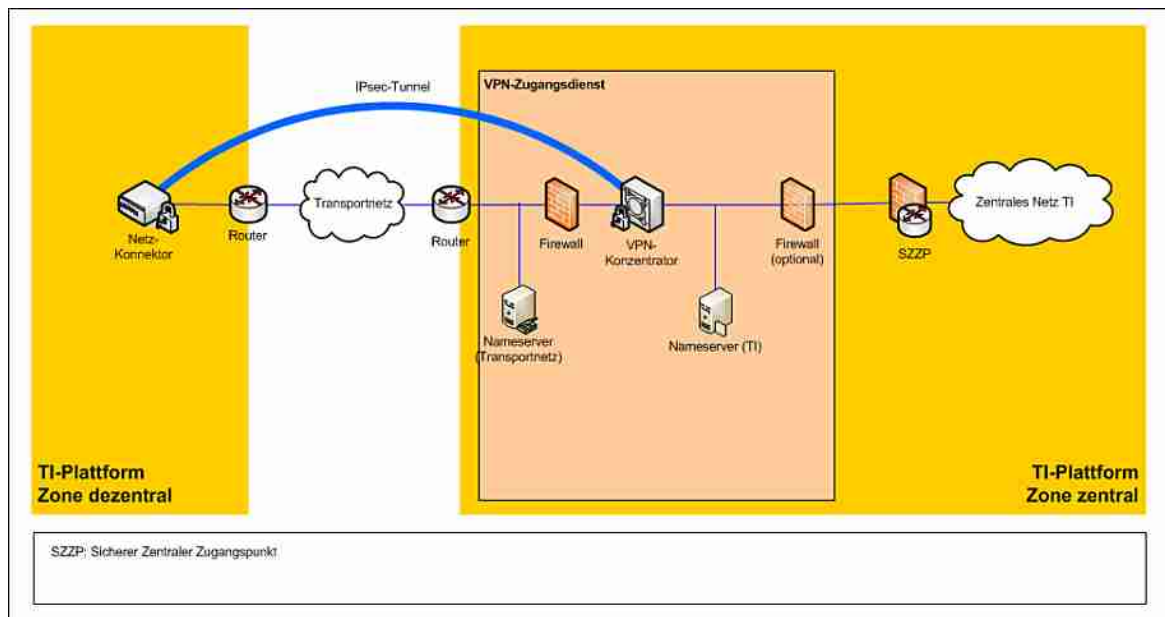 IPsec-Tunnel
VPN-Zugangsdienst
Netz-
Konnektor
Router
Transportnetz
Router
Firewall
VPN-
Konzentrator
Firewall
(optional)
SZZP
Zentrales Netz TI
Nameserver
(Transportnetz)
Nameserver (TI)
TI-Plattform
Zone dezentral
TI-Plattform
Zone zentral
SZZP: Sicherer Zentraler Zugangspunkt